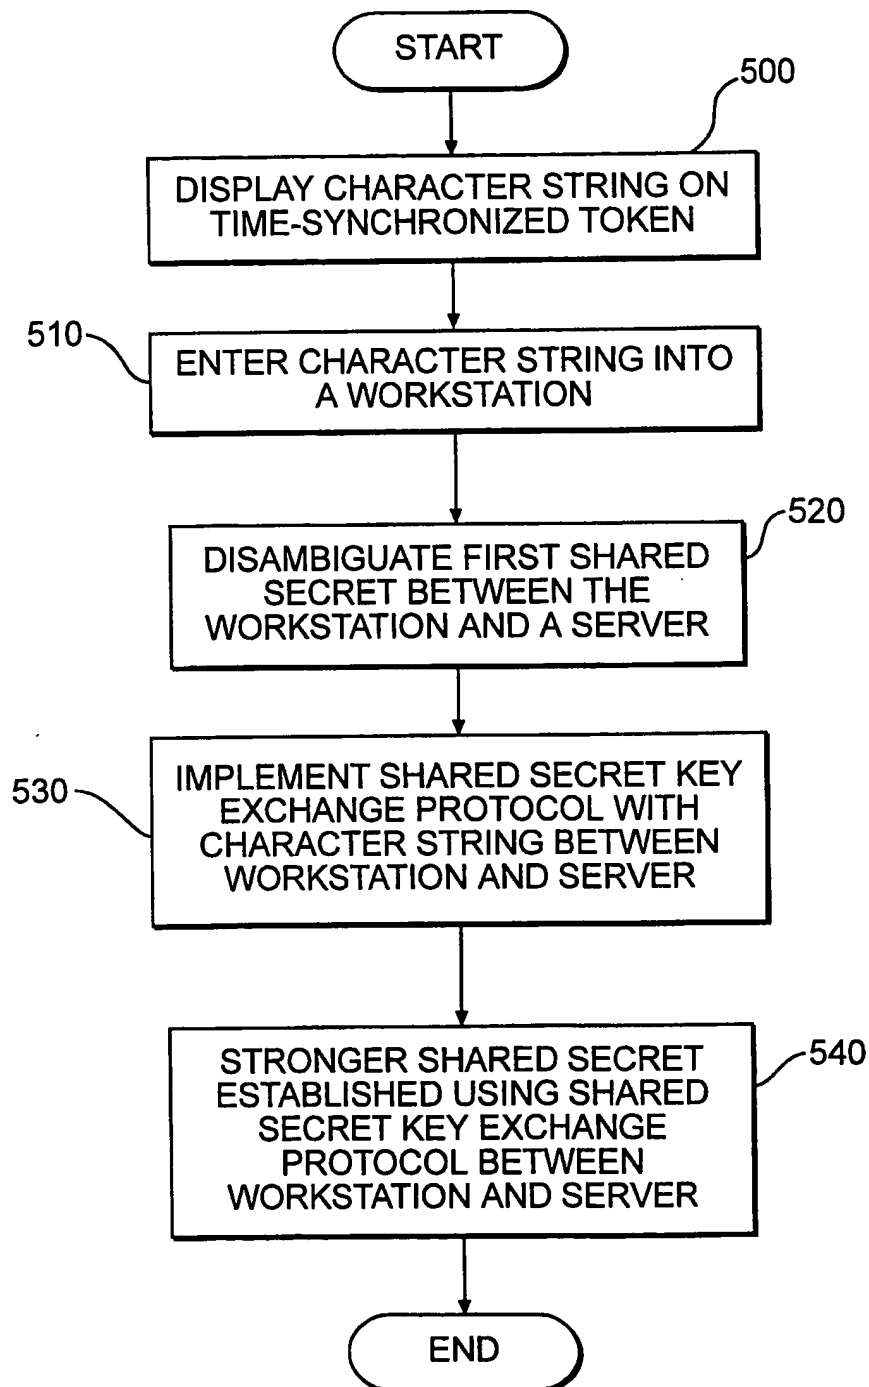 START
500
DISPLAY CHARACTER STRING ON
TIME-SYNCHRONIZED TOKEN
510
ENTER CHARACTER STRING INTO
A WORKSTATION
520
DISAMBIGUATE FIRST SHARED
SECRET BETWEEN THE
WORKSTATION AND A SERVER
530
IMPLEMENT SHARED SECRET KEY
EXCHANGE PROTOCOL WITH
CHARACTER STRING BETWEEN
WORKSTATION AND SERVER
540
STRONGER SHARED SECRET
ESTABLISHED USING SHARED
SECRET KEY EXCHANGE
PROTOCOL BETWEEN
WORKSTATION AND SERVER
END